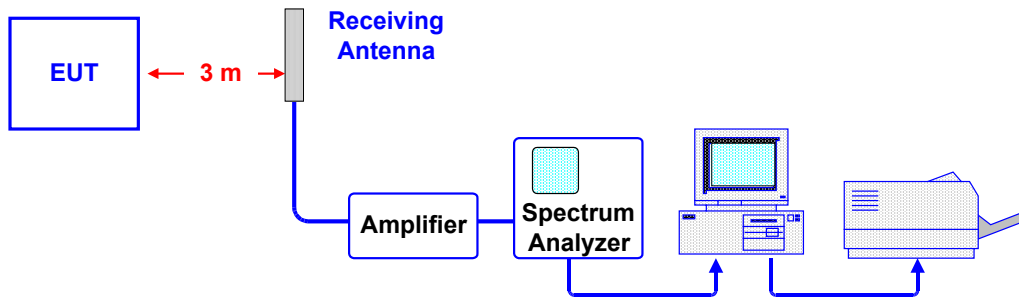 EUT
3 m
Receiving
Antenna
Amplifier
Spectrum
Analyzer